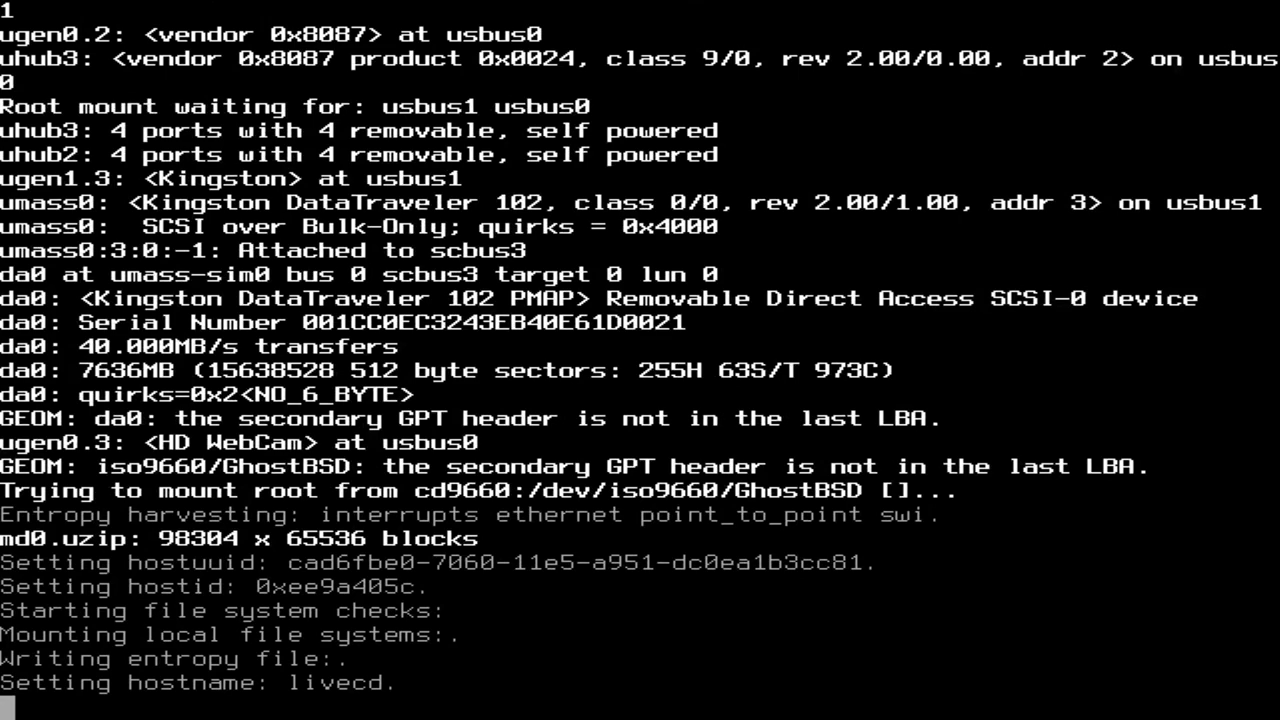 1
ugen0.2: <vendor 0x8087> at usbus0
uhub3: <vendor 0x8087 product 0x0024, class 9/0, rev 2.00/0.00, addr 2> on usbus
0
Root mount waiting for: usbus1 usbus0
uhub3: 4 ports with 4 removable, self powered
uhub2: 4 ports with 4 removable, self powered
ugen1.3: <Kingston> at usbus1
umass0: <Kingston DataTraveler 102, class 0/0, rev 2.00/1.00, addr 3> on usbus1
umass0:  SCSI over Bulk-Only; quirks = 0x4000
umass0:3:0:-1: Attached to scbus3
da0 at umass-sim0 bus 0 scbus3 target 0 lun 0
da0: <Kingston DataTraveler 102 PMAP> Removable Direct Access SCSI-0 device
da0: Serial Number 001CC0EC3243EB40E61D0021
da0: 40.000MB/s transfers
da0: 7636MB (15638528 512 byte sectors: 255H 63S/T 973C)
da0: quirks=0x2<NO_6_BYTE>
GEOM: da0: the secondary GPT header is not in the last LBA.
ugen0.3: <HD WebCam> at usbus0
GEOM: iso9660/GhostBSD: the secondary GPT header is not in the last LBA.
Trying to mount root from cd9660:/dev/iso9660/GhostBSD []...
Entropy harvesting: interrupts ethernet point_to_point swi.
md0.uzip: 98304 x 65536 blocks
Setting hostuuid: cad6fbe0-7060-11e5-a951-dc0ea1b3cc81.
Setting hostid: 0xee9a405c.
Starting file system checks:
Mounting local file systems:.
Writing entropy file:.
Setting hostname: livecd.